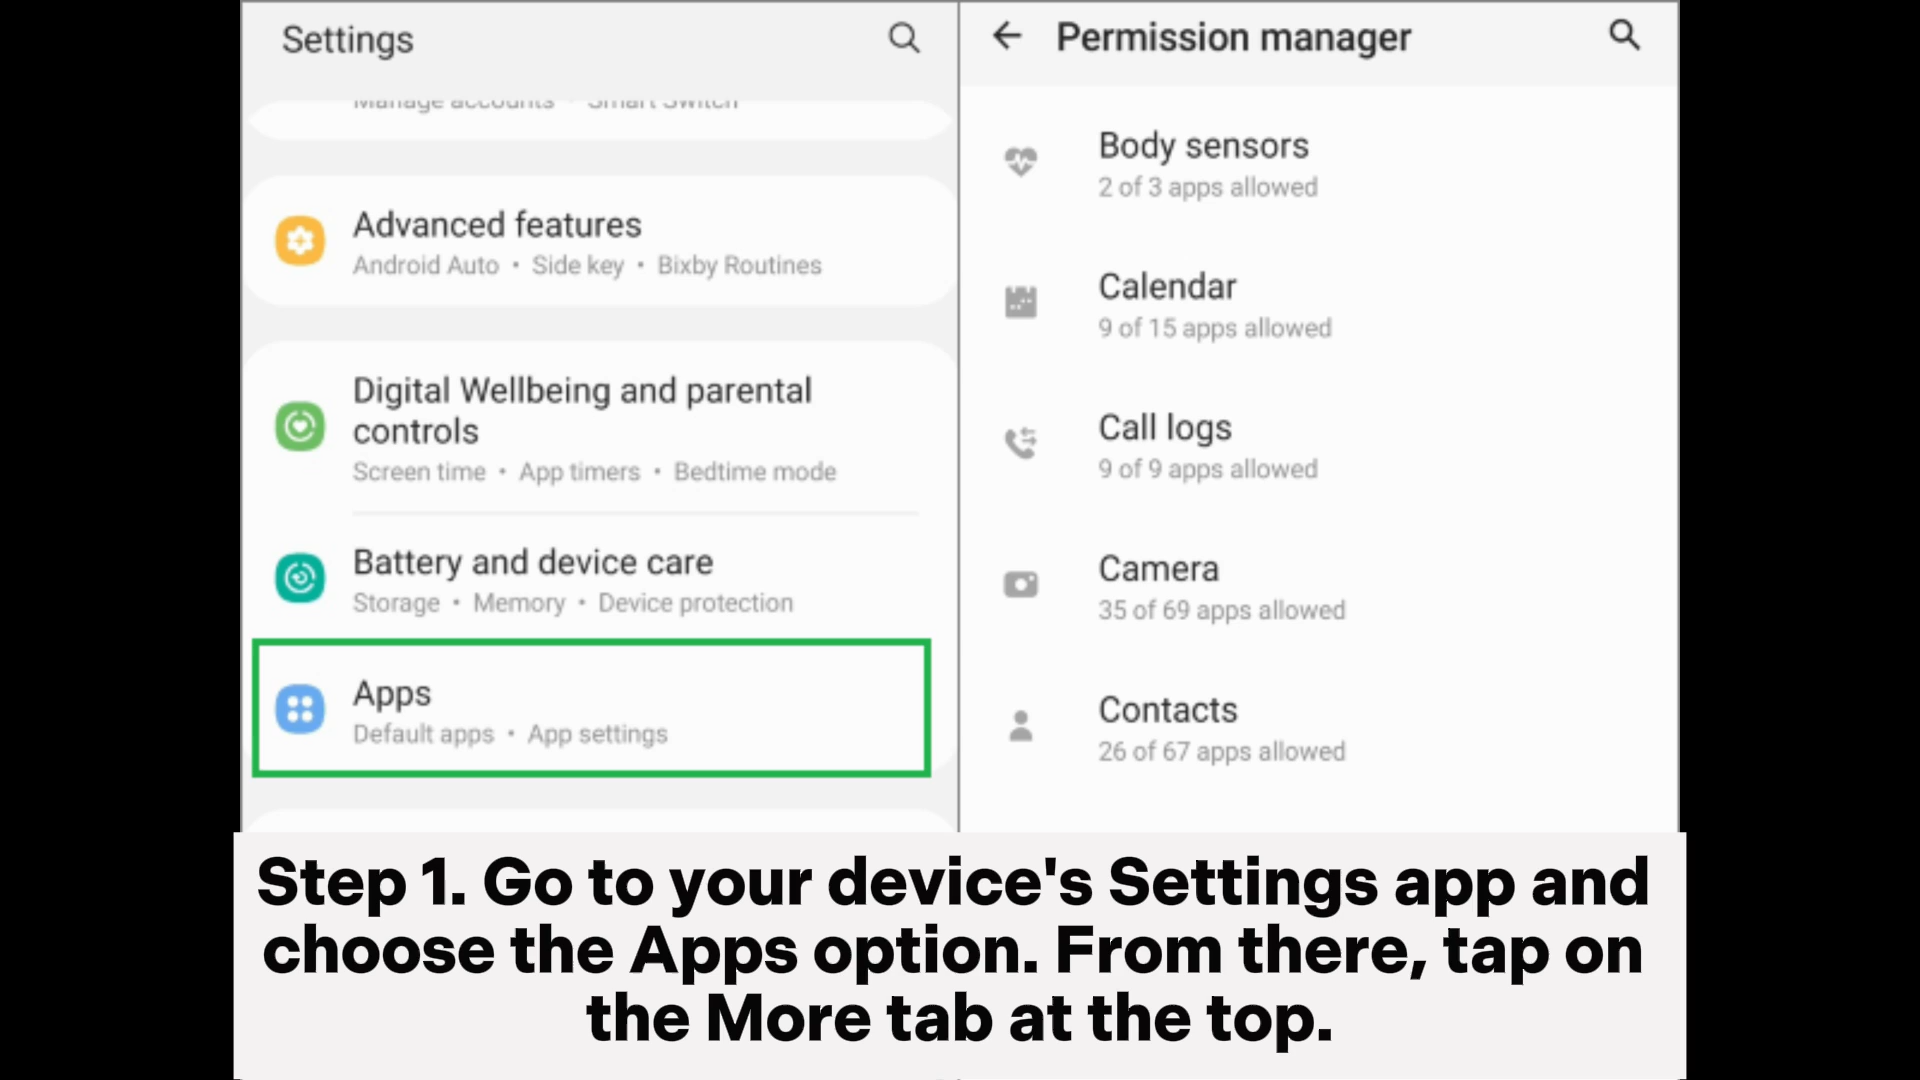 Settings
Manage accounts • Smart Switch
Advanced features
Android Auto • Side key • Bixby Routines
Digital Wellbeing and parental
controls
Screen time • App timers • Bedtime mode
Battery and device care
Storage • Memory • Device protection
Apps
Default apps • App settings
Permission manager
Body sensors
2 of 3 apps allowed
Calendar
9 of 15 apps allowed
Call logs
9 of 9 apps allowed
Camera
35 of 69 apps allowed
Contacts
26 of 67 apps allowed
Step 1. Go to your device's Settings app and
choose the Apps option. From there, tap on
the More tab at the top.